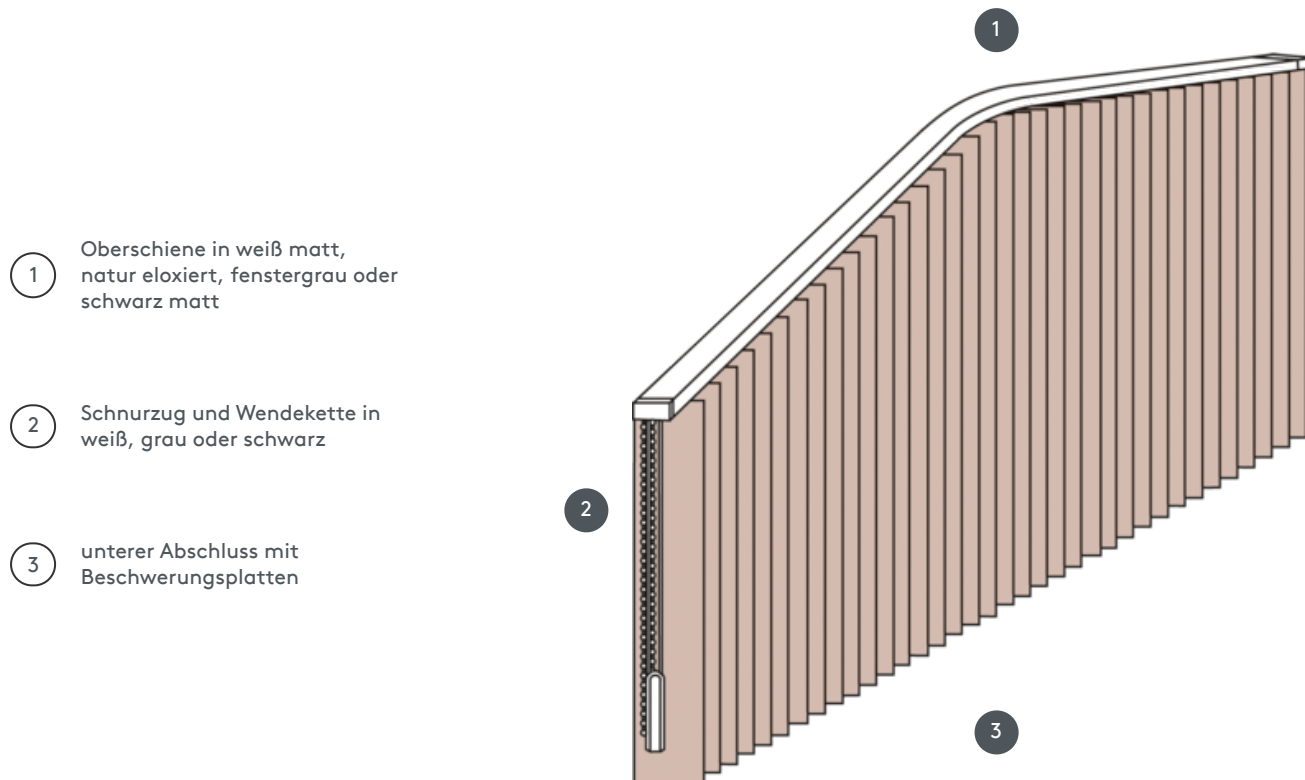 1
1
Oberschiene in weiß matt,
natur eloxiert, fenstergrau oder
schwarz matt
2
Schnurzug und Wendekette in
weiß, grau oder schwarz
2
3
unterer Abschluss mit
Beschwerungsplatten
3